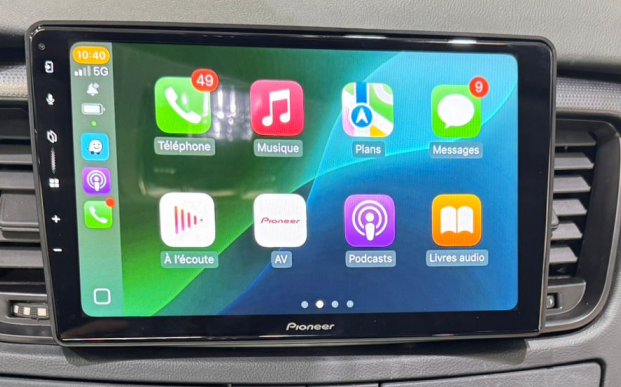 10:40
5G
49
9
Téléphone
Musique
Plans
Messages
Pioneer
À l'écoute
AV
Podcasts
Livres audio
Pioneer